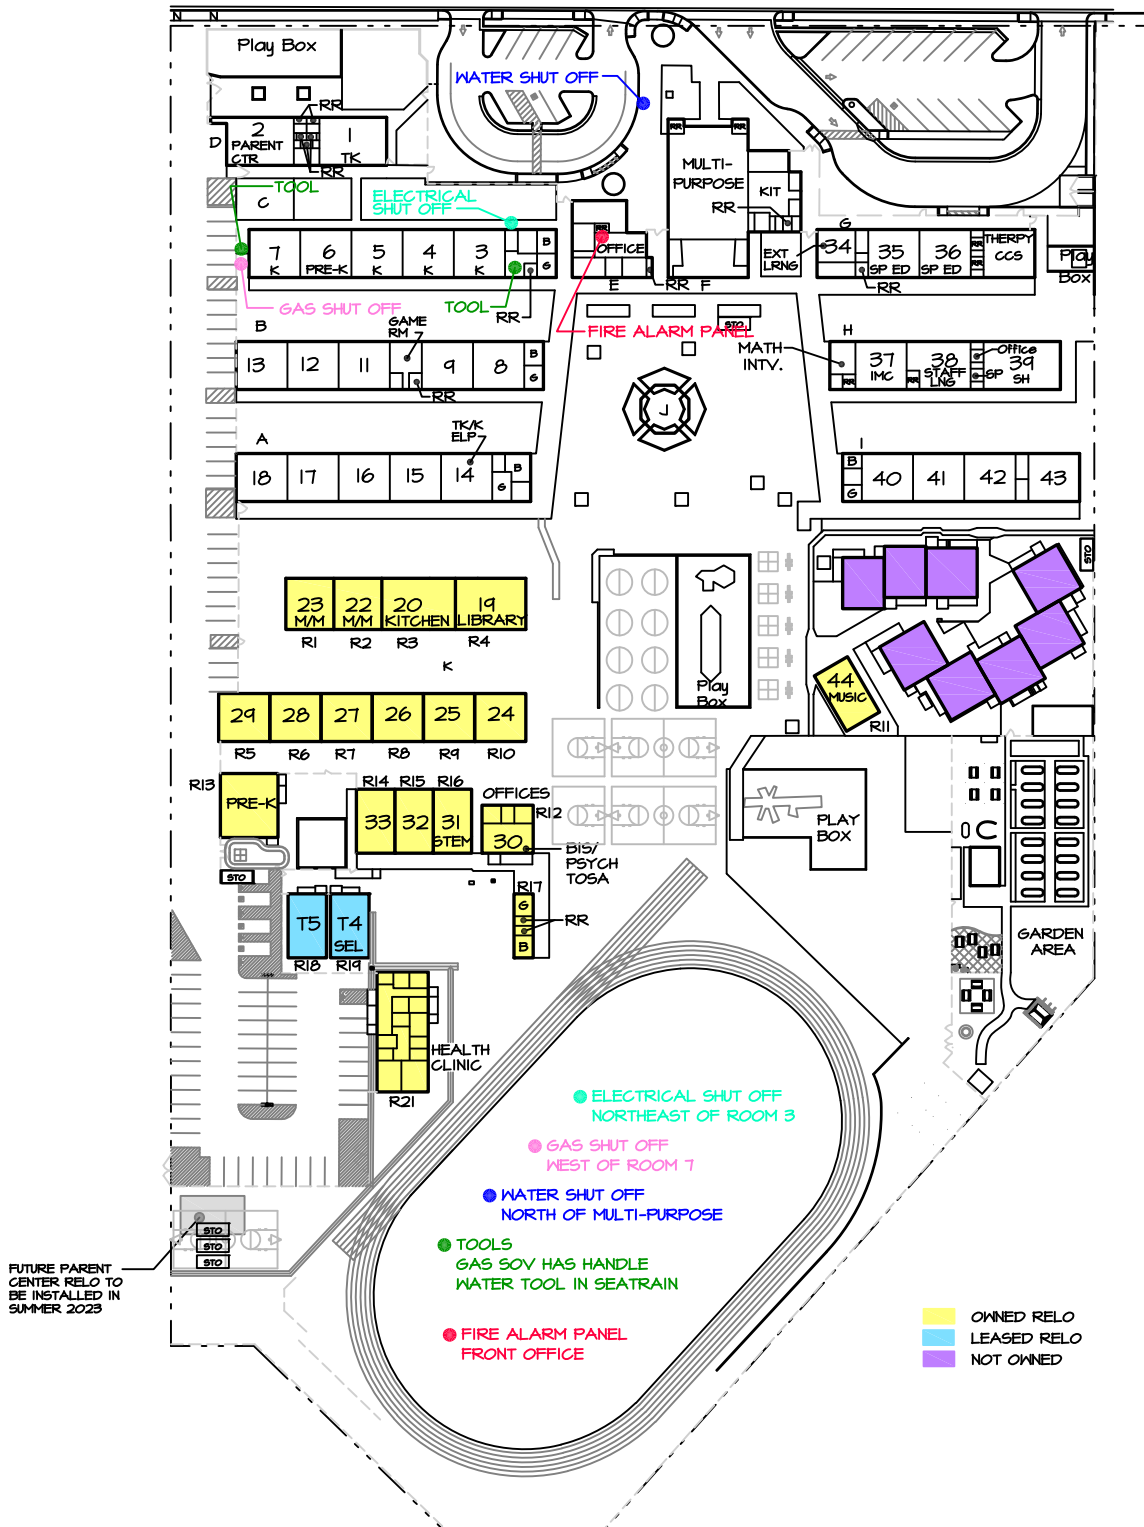 N N
Play Box
WATER SHUT OFF
RR
2
PARENT
CTR
1
TK
D
RR
RR
RR
MULTI-
PURPOSE
KIT
RR
TOOL
C
ELECTRICAL
SHUT OFF
7
K
6
PRE-K
5
K
4
K
3
K
B
G
RR
OFFICE
EXT
LRNG
G
34
35
SP ED
36
SP ED
RR
RR
THERPY
CCS
Play
Box
GAS SHUT OFF
TOOL
RR
E
RR
F
RR
FIRE ALARM PANEL
STO
B
GAME
RM
H
MATH
INTV.
13
12
11
9
8
B
G
RR
RR
37
IMC
RR
38
STAFF
LNG
Office
SP
39
SH
J
A
TK/K
ELP
I
18
17
16
15
14
G
B
B
G
40
41
42
43
STO
23
M/M
22
M/M
20
KITCHEN
19
LIBRARY
R1
R2
R3
R4
K
Play
Box
44
MUSIC
R11
29
28
27
26
25
24
R5
R6
R7
R8
R9
R10
R13
PRE-K
R14
R15
R16
OFFICES
R12
33
32
31
STEM
30
BIS/
PSYCH
TOSA
PLAY
BOX
STO
R17
G
B
RR
T5
T4
SEL
R18
R19
GARDEN
AREA
HEALTH
CLINIC
R21
ELECTRICAL SHUT OFF
NORTHEAST OF ROOM 3
GAS SHUT OFF
WEST OF ROOM 7
WATER SHUT OFF
NORTH OF MULTI-PURPOSE
TOOLS
GAS SOV HAS HANDLE
WATER TOOL IN SEATRAIN
FIRE ALARM PANEL
FRONT OFFICE
STO
STO
STO
FUTURE PARENT
CENTER RELO TO
BE INSTALLED IN
SUMMER 2023
OWNED RELO
LEASED RELO
NOT OWNED